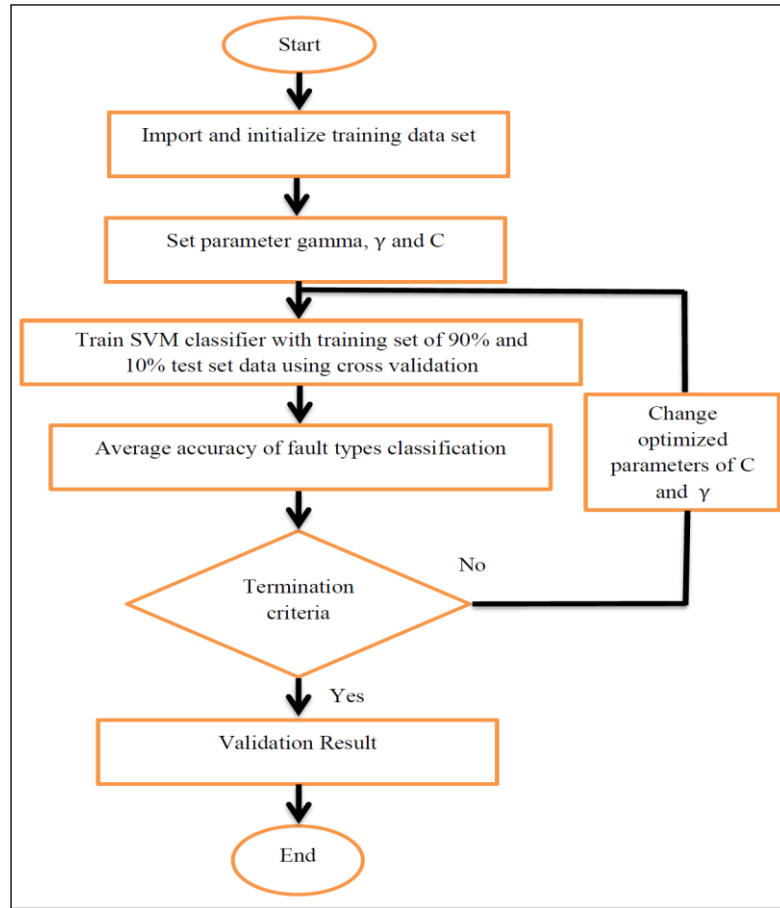 Start
Import and initialize training data set
Set parameter gamma, γ and C
Train SVM classifier with training set of 90% and
10% test set data using cross validation
Average accuracy of fault types classification
Change
optimized
parameters of C
and γ
Termination
criteria
No
Yes
Validation Result
End